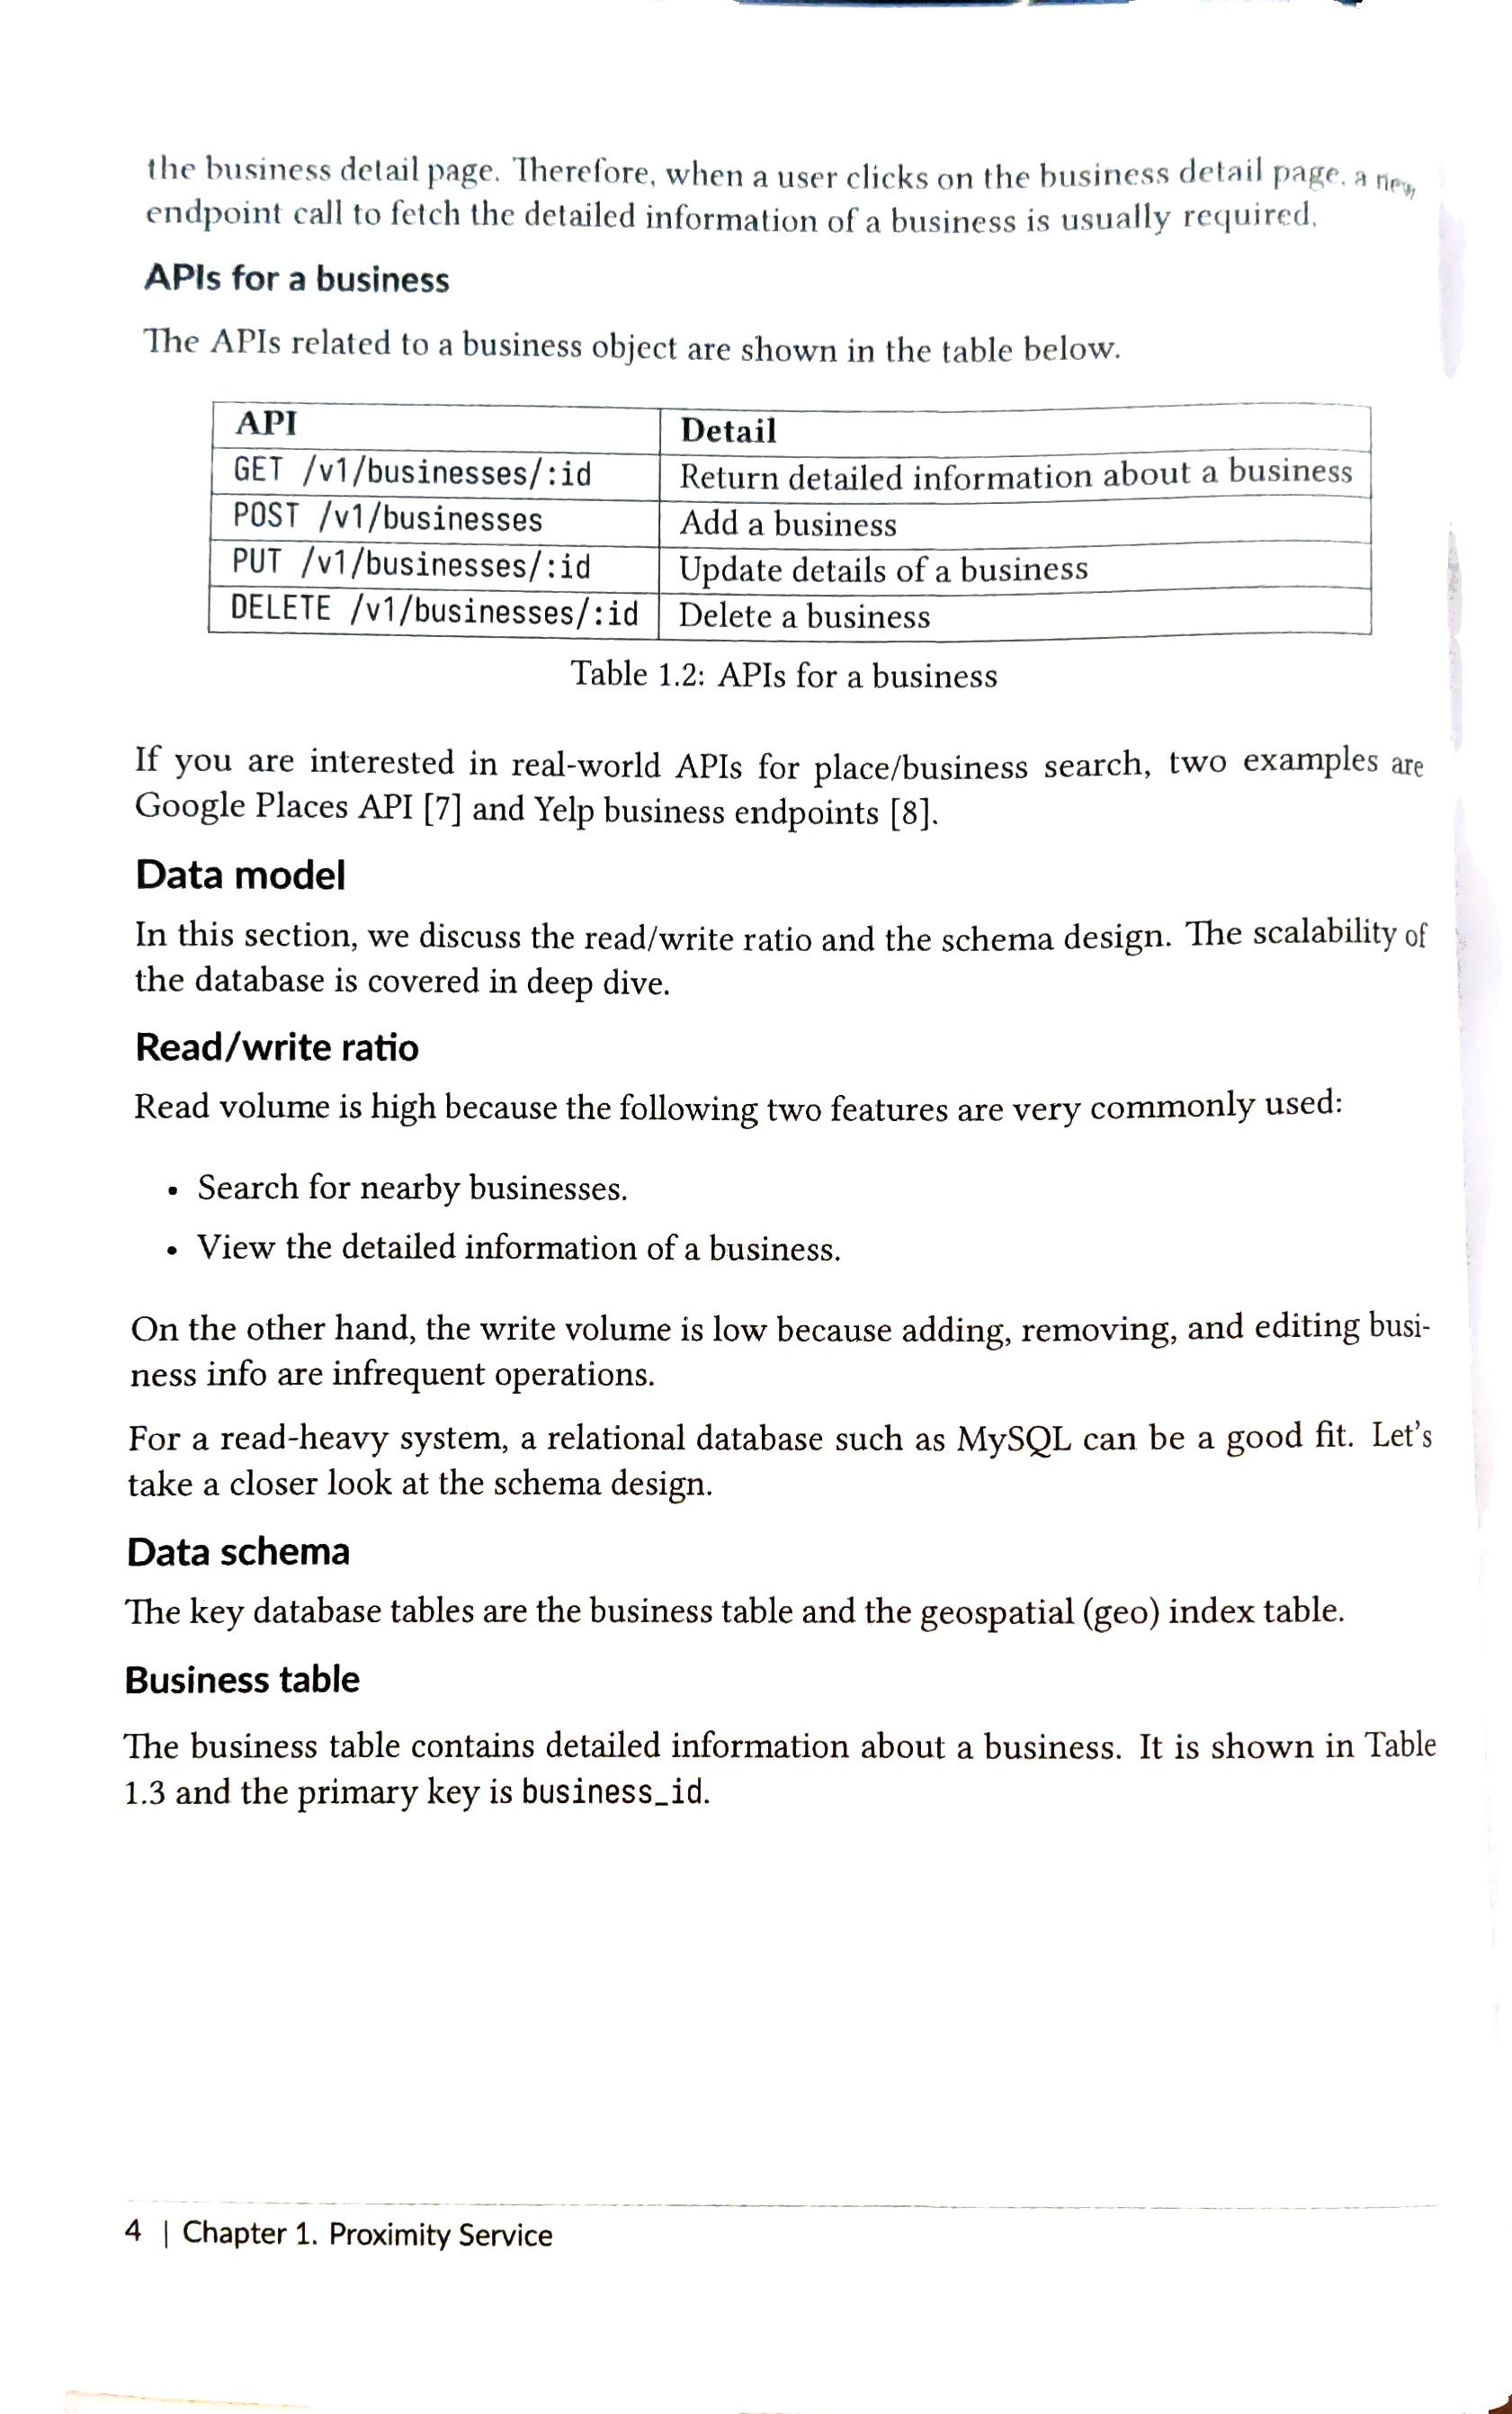 the business detail page. Therefore, when a user clicks on the business detail page, a new
endpoint call to fetch the detailed information of a business is usually required.
APIs for a business
The APIs related to a business object are shown in the table below.
API Detail
GET /v1/businesses/:id Return detailed information about a business
POST /v1/businesses Add a business
PUT /v1/businesses/:id Update details of a business
DELETE /v1/businesses/:id Delete a business
Table 1.2: APIs for a business
If you are interested in real-world APIs for place/business search, two examples are
Google Places API [7] and Yelp business endpoints [8].
Data model
In this section, we discuss the read/write ratio and the schema design. The scalability of
the database is covered in deep dive.
Read/write ratio
Read volume is high because the following two features are very commonly used:
• Search for nearby businesses.
• View the detailed information of a business.
On the other hand, the write volume is low because adding, removing, and editing busi-
ness info are infrequent operations.
For a read-heavy system, a relational database such as MySQL can be a good fit. Let's
take a closer look at the schema design.
Data schema
The key database tables are the business table and the geospatial (geo) index table.
Business table
The business table contains detailed information about a business. It is shown in Table
1.3 and the primary key is business_id.
4 | Chapter 1. Proximity Service